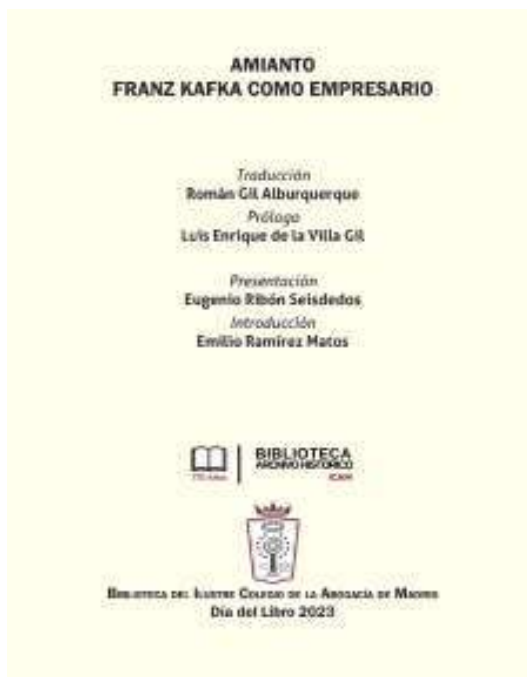 AMIANTO
FRANZ KAFKA COMO EMPRESARIO
Traducción
Román Gil Alburquerque
Prólogo
Luis Enrique de la Villa Gil
Presentación
Eugenio Ribón Seisdedos
Introducción
Emilio Ramírez Matos
BIBLIOTECA
ARCHIVO HISTÓRICO
ICAM
Biblioteca del Ilustre Colegio de la Abogacía de Madrid
Día del Libro 2023